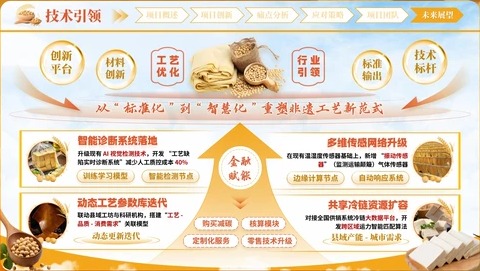 技术引领
项目概述
项目创新
痛点分析
应对策略
项目团队
未来展望
创新
平台
材料
创新
工艺
优化
行业
引领
标准
输出
技术
标杆
从“标准化”到“智慧化”重塑非遗工艺新范式
智能诊断系统落地
升级现有AI视觉检测技术，开发“工艺缺
陷实时诊断系统”减少人工质控成本40%
训练学习模型
智能检测节点
动态工艺参数库迭代
联动县域工坊与科研机构，搭建“工艺-
品质-消费需求”关联模型
动态更新迭代
金融
赋能
购买减碳
核算模块
定制化服务
零售技术升级
多维传感网络升级
在现有温湿度传感器基础上，新增“振动传感
器”（监测运输颠簸）气体传感器
边缘计算节点
自动响应系统
共享冷链资源扩容
对接全国供销系统冷链大数据平台，开
发跨区域运力智能匹配算法
县域产能-城市需求